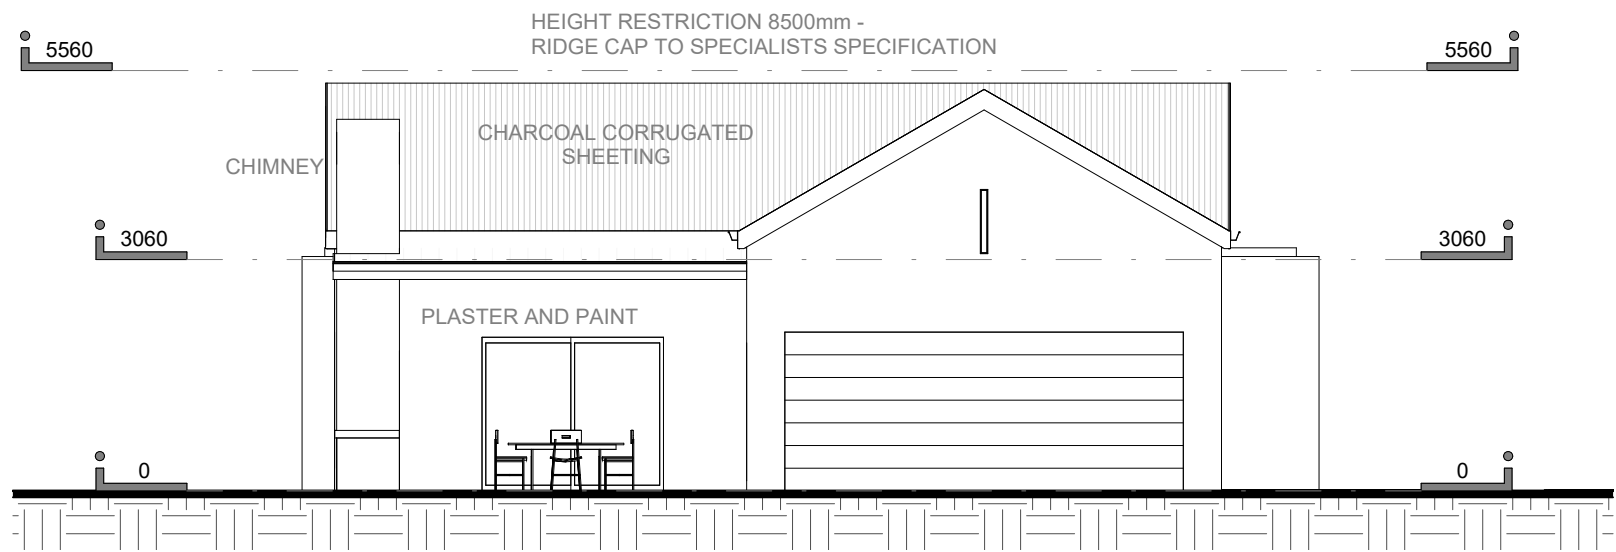 HEIGHT RESTRICTION 8500mm -
RIDGE CAP TO SPECIALISTS SPECIFICATION
5560
5560
CHARCOAL CORRUGATED
SHEETING
CHIMNEY
3060
3060
PLASTER AND PAINT
0
0